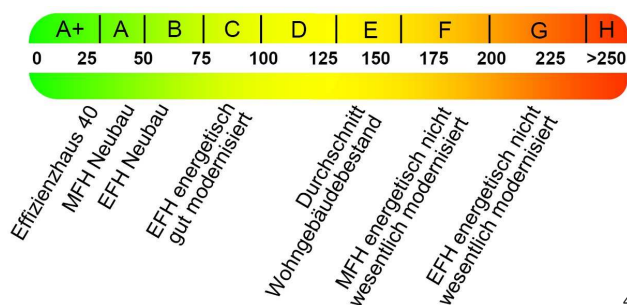 A+ A B C D E F G H
0 25 50 75 100 125 150 175 200 225 >250
Effizienzhaus 40
MFH Neubau
EFH Neubau
EFH energetisch
gut modernisiert
Durchschnitt
Wohngebäudebestand
MFH energetisch nicht
wesentlich modernisiert
EFH energetisch nicht
wesentlich modernisiert